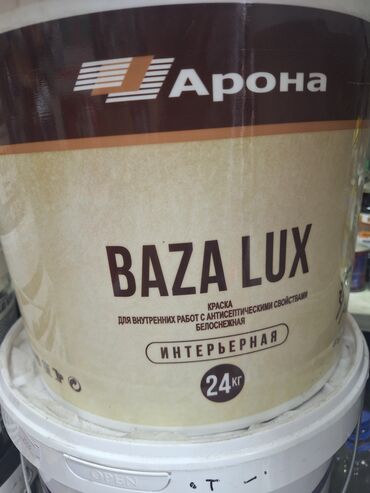 Арона
BAZA LUX
КРАСКА
ДЛЯ ВНУТРЕННИХ РАБОТ С АНТИСЕПТИЧЕСКИМИ СВОЙСТВАМИ
БЕЛОСНЕЖНАЯ
ИНТЕРЬЕРНАЯ
24 КГ
OPEN